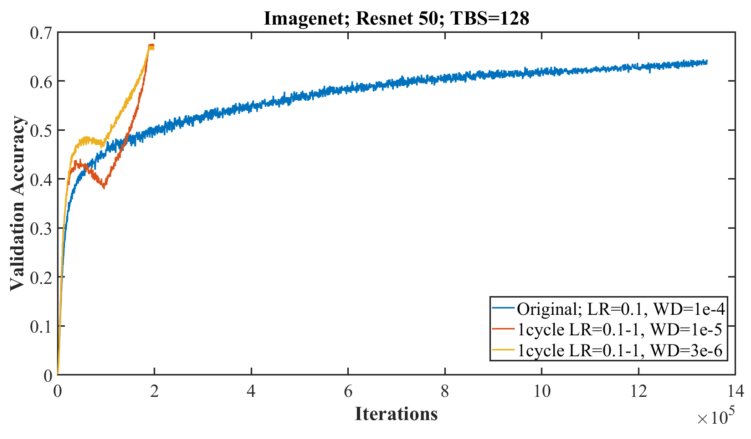 Imagenet; Resnet 50; TBS=128
Validation Accuracy
0.7
0.6
0.5
0.4
0.3
0.2
0.1
0
Original; LR=0.1, WD=1e-4
1cycle LR=0.1-1, WD=1e-5
1cycle LR=0.1-1, WD=3e-6
0 2 4 6 8 10 12 14
Iterations
×10⁵